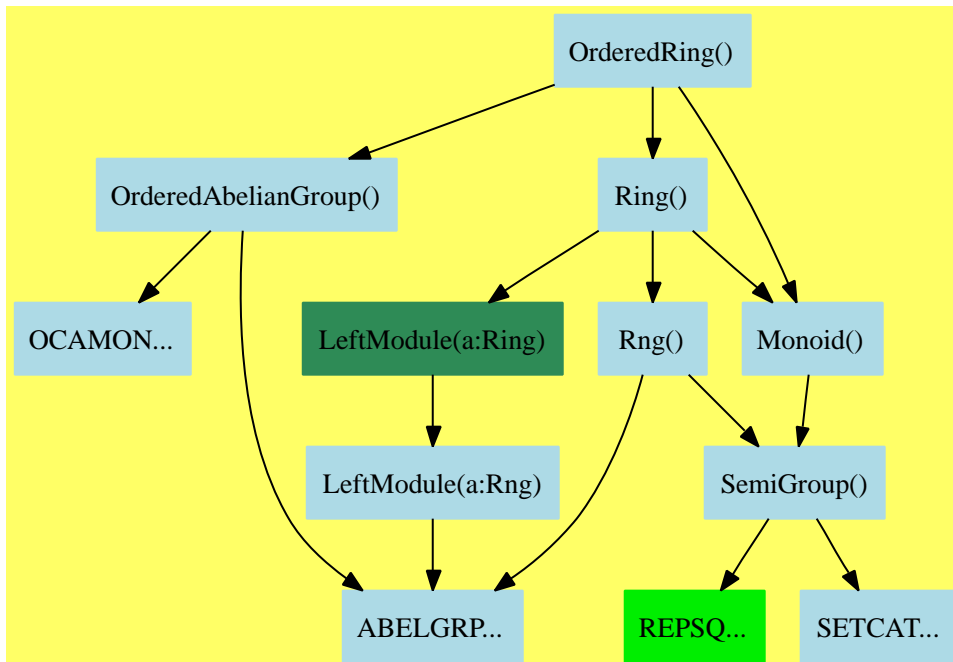 OrderedRing()
OrderedAbelianGroup()
Ring()
OCAMON...
LeftModule(a:Ring)
Rng()
Monoid()
LeftModule(a:Rng)
SemiGroup()
ABELGRP...
REPSQ...
SETCAT...